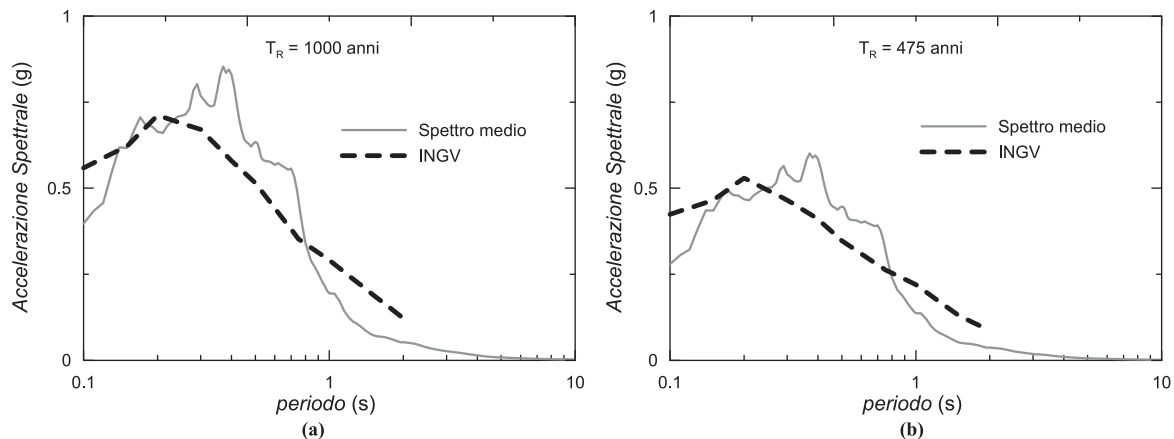 1
T_R = 1000 anni
Accelerazione Spettrale (g)
0.5
Spettro medio
INGV
0
0.1
1
10
periodo (s)
(a)
1
T_R = 475 anni
Accelerazione Spettrale (g)
0.5
Spettro medio
INGV
0
0.1
1
10
periodo (s)
(b)